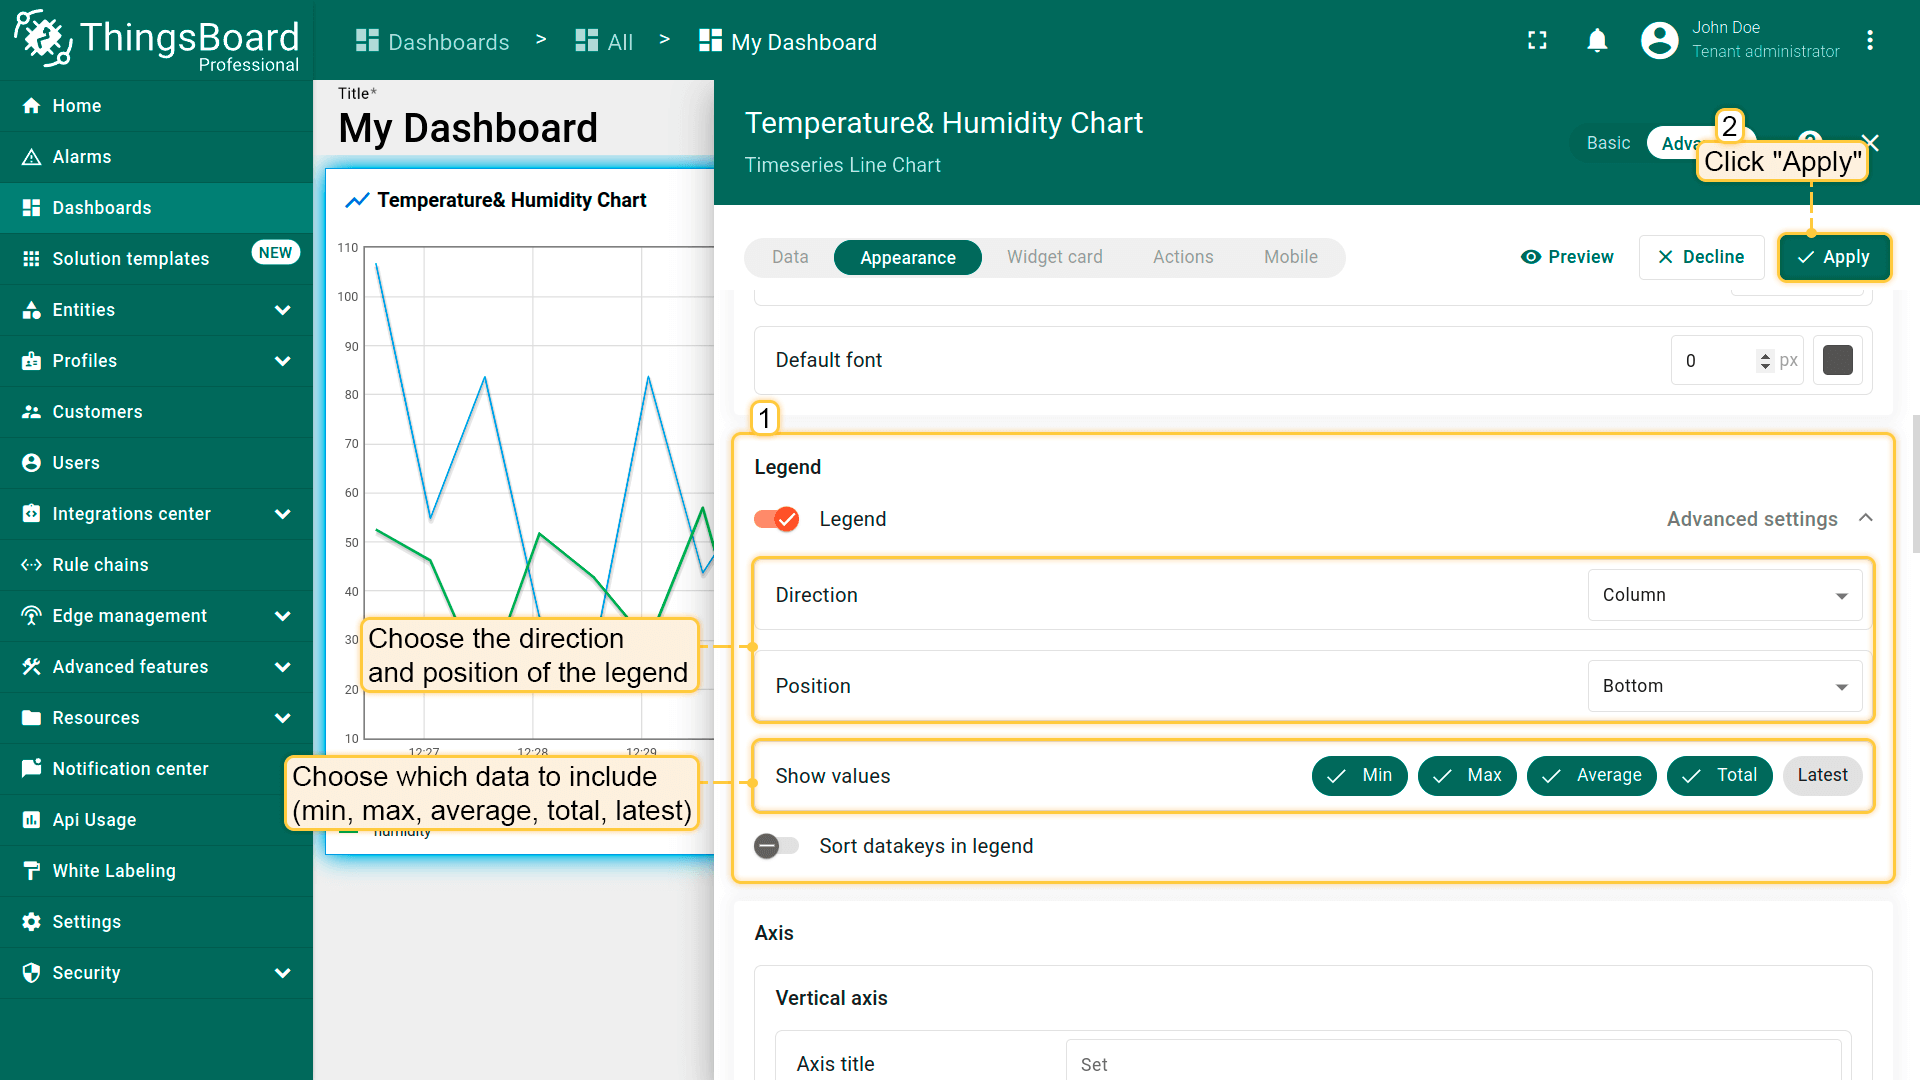 ThingsBoard
Professional
Dashboards > All > My Dashboard
John Doe
Tenant administrator
Home
Alarms
Dashboards
Solution templates NEW
Entities
Profiles
Customers
Users
Integrations center
Rule chains
Edge management
Advanced features
Resources
Notification center
Api Usage
White Labeling
Settings
Security
Title*
My Dashboard
Temperature& Humidity Chart
110
100
90
80
70
60
50
40
30
20
10
12:27 12:28 12:29
humidity
Choose the direction
and position of the legend
Choose which data to include
(min, max, average, total, latest)
Temperature& Humidity Chart
Timeseries Line Chart
Basic
2
Click "Apply"
Data Appearance Widget card Actions Mobile
Preview Decline Apply
Default font 0 px
1
Legend
Legend Advanced settings
Direction Column
Position Bottom
Show values Min Max Average Total Latest
Sort datakeys in legend
Axis
Vertical axis
Axis title Set